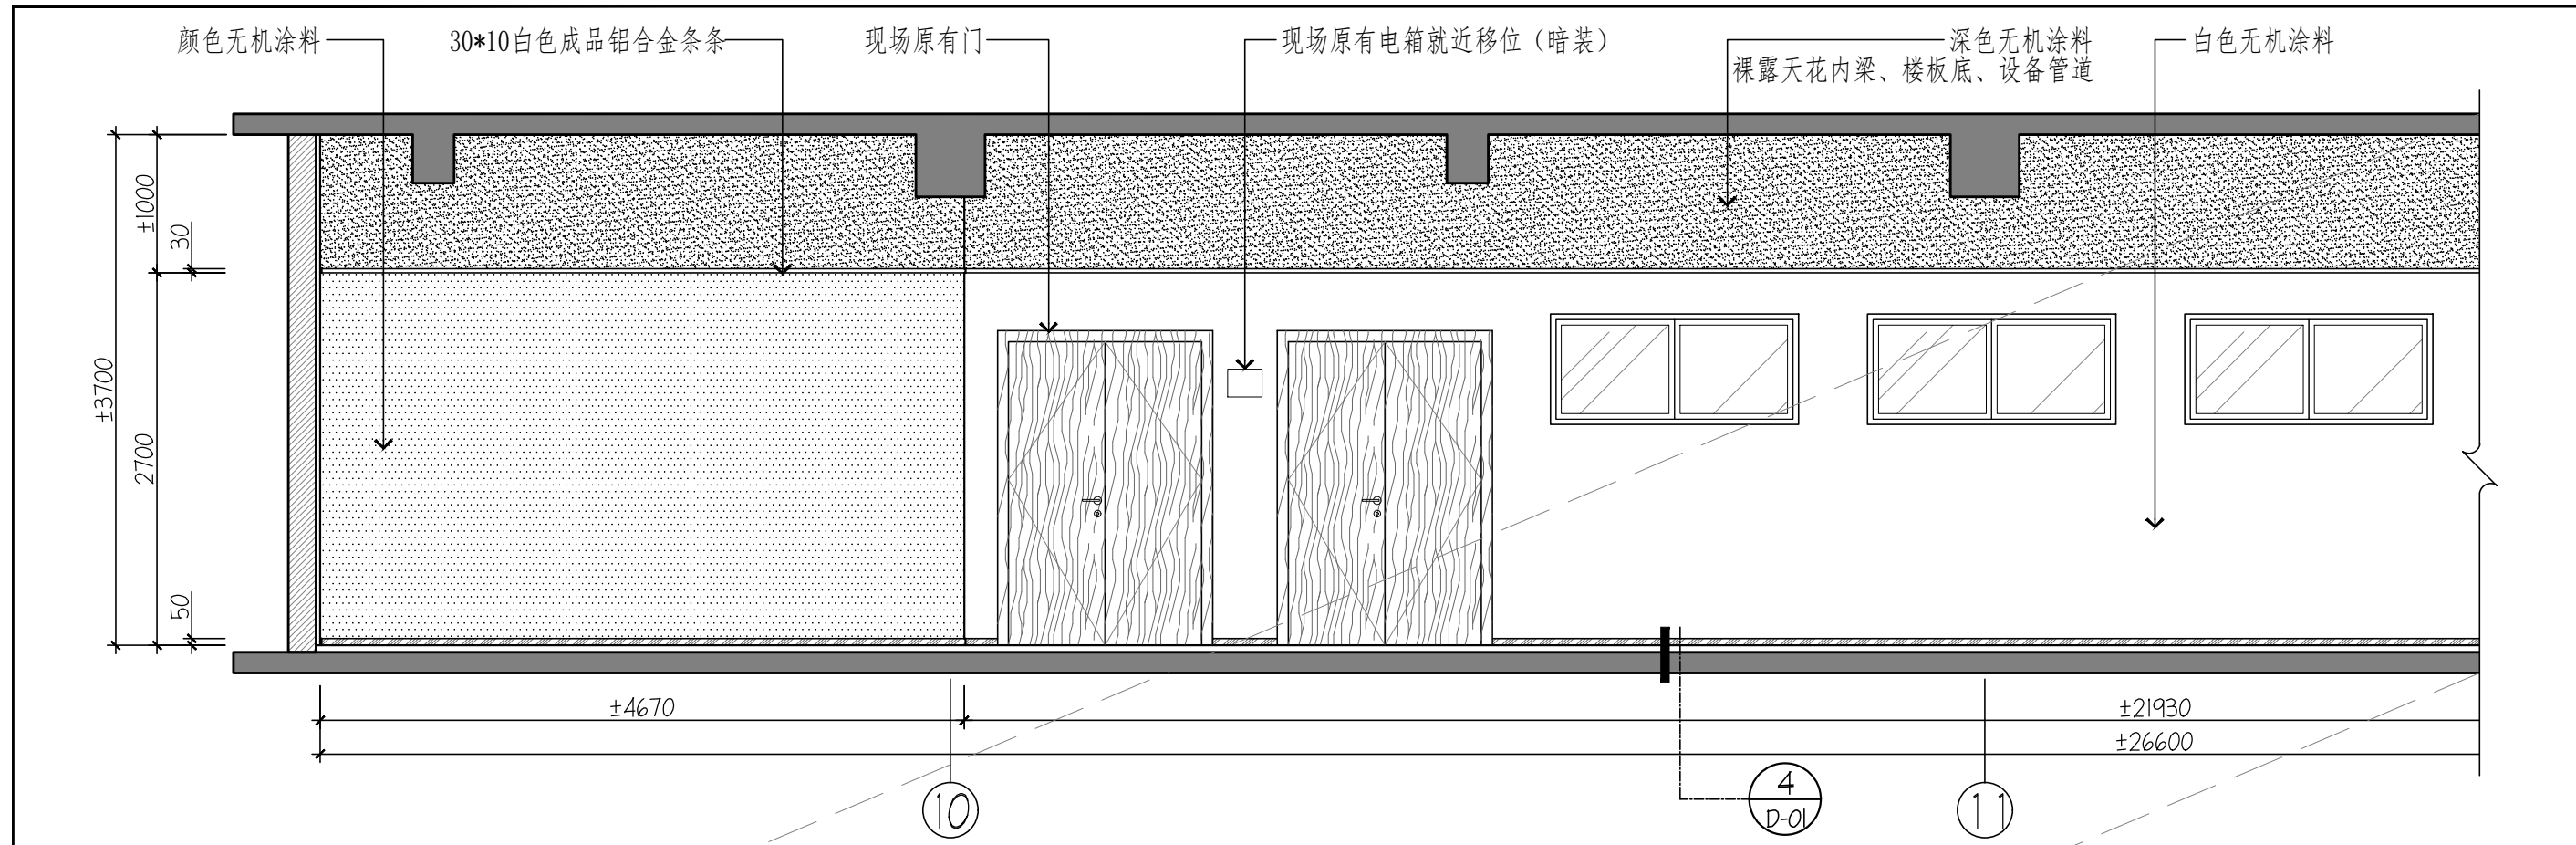 颜色无机涂料
30*10白色成品铝合金条条
现场原有门
现场原有电箱就近移位（暗装）
深色无机涂料
裸露天花内梁、楼板底、设备管道
白色无机涂料
±1000
30
±3700
2700
50
±4670
±21930
±26600
10
4
D-01
11